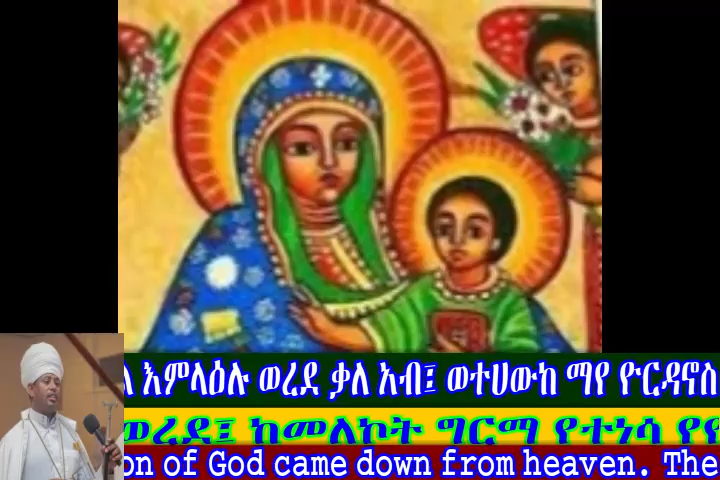 እምላዕሉ ወረደ ቃለ አብ፤ ወተሀውከ ማየ ዮርዳኖስ
ወረደ፤ ከመለኮት ግርማ የተነሳ
on of God came down from heaven. The